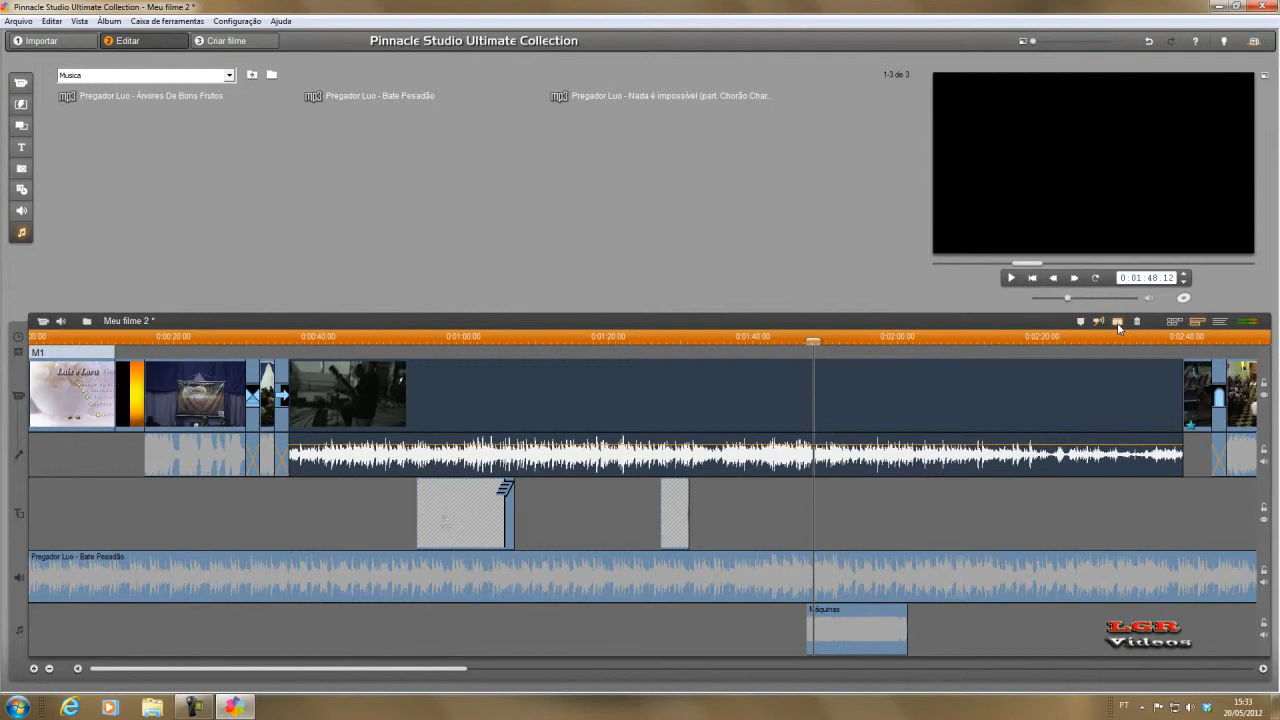 Pinnacle Studio Ultimate Collection - Meu filme 2 *
Arquivo Editar Vista Álbum Caixa de ferramentas Configuração Ajuda
1 Importar 2 Editar 3 Criar filme
Pinnacle Studio Ultimate Collection
Musica
1-3 de 3
mp3 Pregador Luo - Árvores De Bons Frutos
mp3 Pregador Luo - Bate Pesadão
mp3 Pregador Luo - Nada é impossível (part. Chorão Char...
0:01:48.12
Meu filme 2 *
00.00 0:00:20.00 0:00:40.00 0:01:00.00 0:01:20.00 0:01:40.00 0:02:00.00 0:02:20.00 0:02:40.00
M1
Luiz e Lara
Pregador Luo - Bate Pesadão
Máquinas
LGR
Videos
PT
15:33
20/05/2012